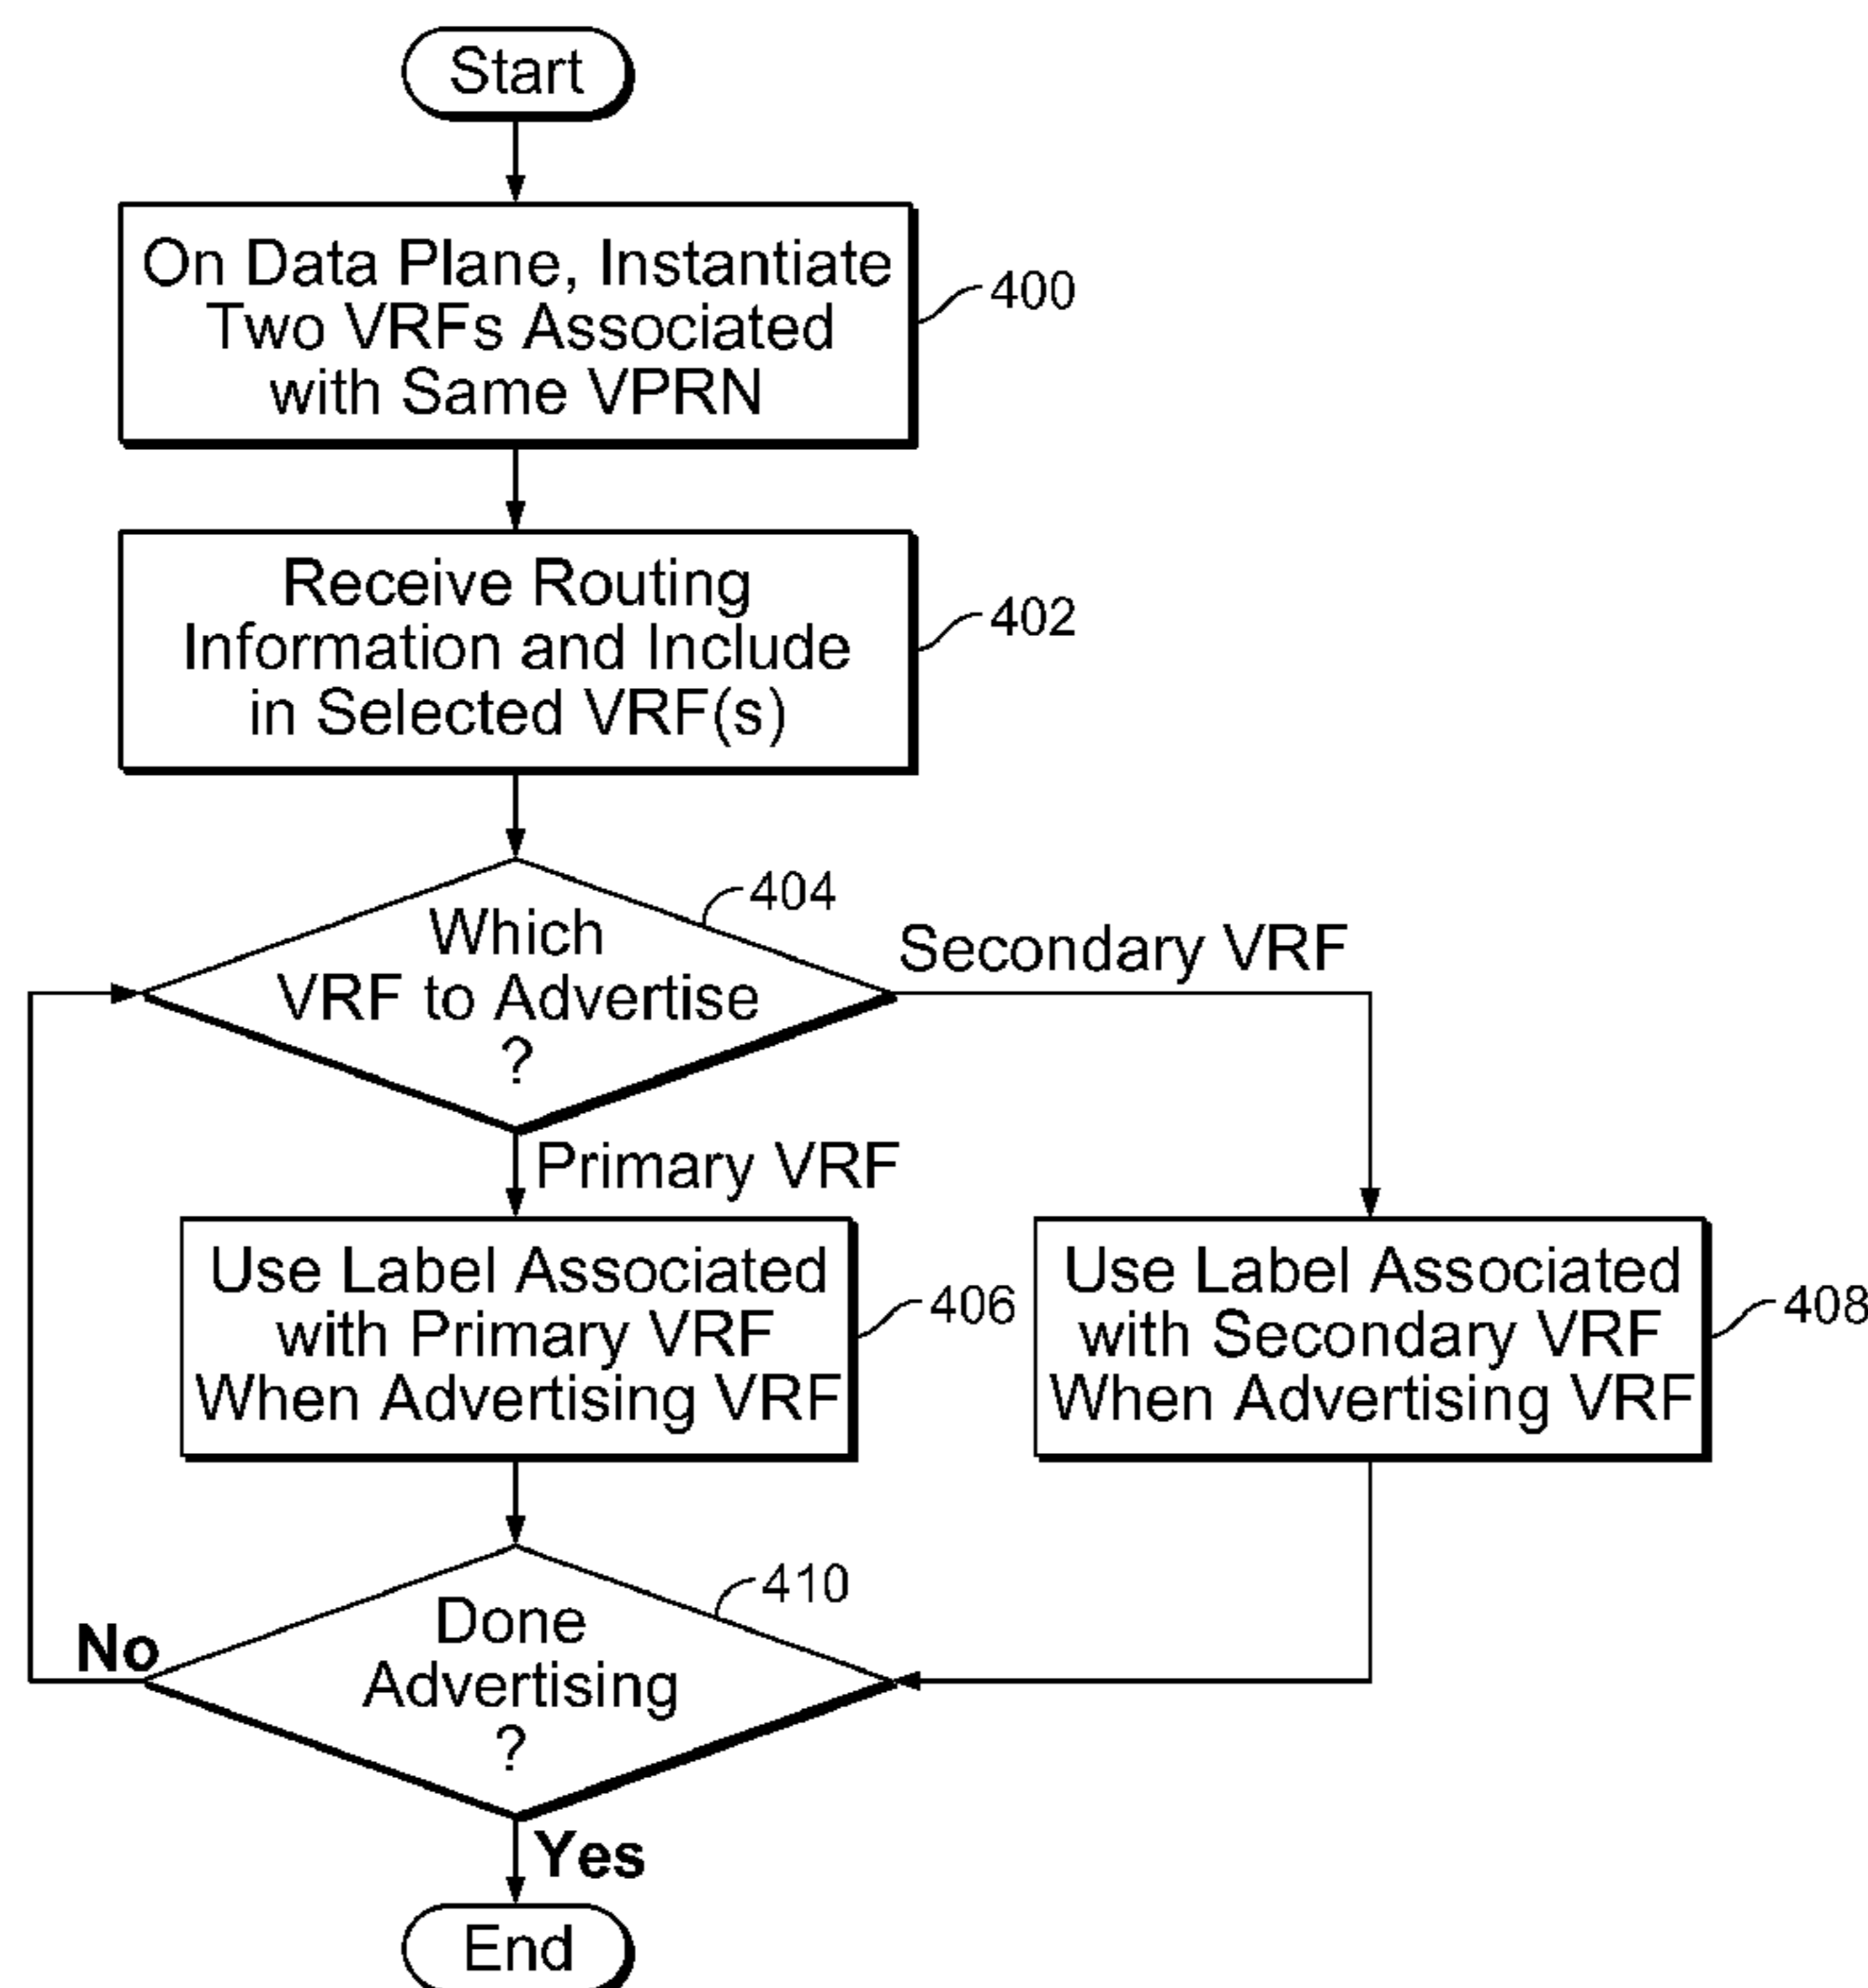 Start
On Data Plane, Instantiate
Two VRFs Associated
with Same VPRN
400
Receive Routing
Information and Include
in Selected VRF(s)
402
404
Which
VRF to Advertise
?
Secondary VRF
Primary VRF
Use Label Associated
with Primary VRF
When Advertising VRF
406
Use Label Associated
with Secondary VRF
When Advertising VRF
408
410
Done
Advertising
?
No
Yes
End